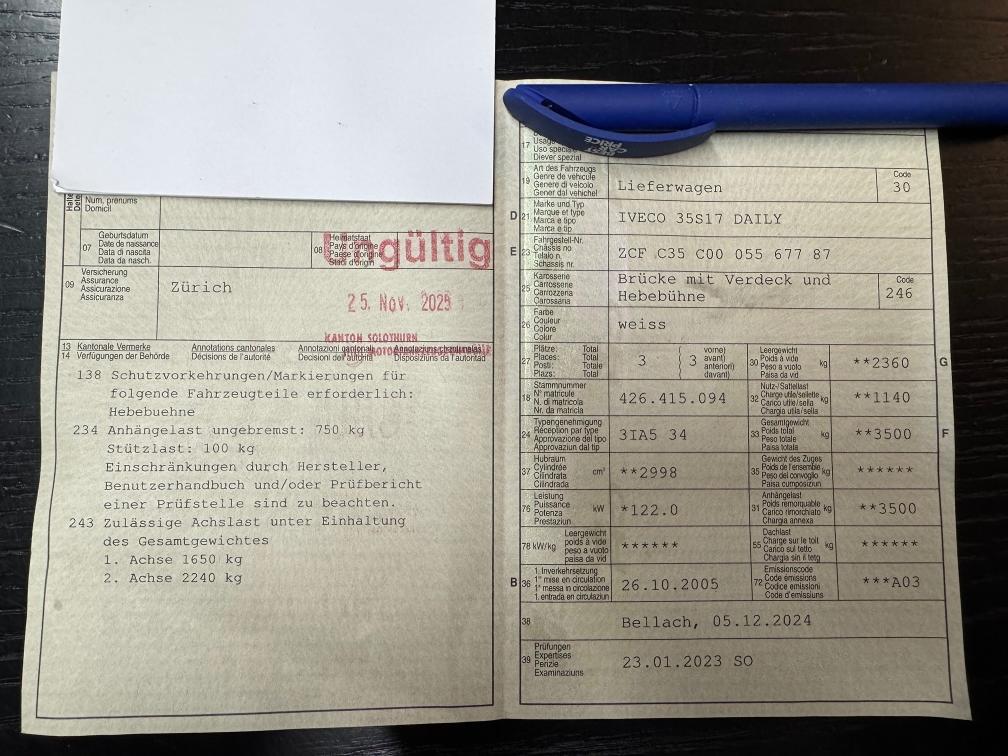 Num, prenums
Domicil
07
Geburtsdatum
Date de naissance
Data di nascita
Data da nasch.
08
Heimatstaat
Pays d'origine
Paese d'origine
Stadi d'origin
Ungültig
09
Versicherung
Assurance
Assicurazione
Assicuranza
Zürich
25. Nov. 2025
KANTON SOLOTHURN
13 Kantonale Vermerke Annotations cantonales Annotazioni cantonali Annotaziuns chantunalas
14 Verfügungen der Behörde Décisions de l'autorité Decisioni dell'autorità Disposiziuns da l'autoritad
138 Schutzvorkehrungen/Markierungen für
folgende Fahrzeugteile erforderlich:
Hebebuehne
234 Anhängelast ungebremst: 750 kg
Stützlast: 100 kg
Einschränkungen durch Hersteller,
Benutzerhandbuch und/oder Prüfbericht
einer Prüfstelle sind zu beachten.
243 Zulässige Achslast unter Einhaltung
des Gesamtgewichtes
1. Achse 1650 kg
2. Achse 2240 kg
CAR PRICE
17
Usage
Uso specia
Diever spezial
19
Art des Fahrzeugs
Genre de véhicule
Genere di veicolo
Gener dal vehichel
Lieferwagen
Code
30
D 21
Marke und Typ
Marque et type
Marca e tipo
Marca e tip
IVECO 35S17 DAILY
E 23
Fahrgestell-Nr.
Châssis no
Telaio n.
Schassis nr.
ZCF C35 C00 055 677 87
25
Karosserie
Carrosserie
Carrozzeria
Carossaria
Brücke mit Verdeck und
Hebebühne
Code
246
26
Farbe
Couleur
Colore
Colur
weiss
27
Plätze: Total
Places: Total
Posti: Totale
Plazs: Total
3
vorne)
avant)
anteriori)
davant)
3
30
Leergewicht
Poids à vide
Peso a vuoto
Paisa da vid
kg
**2360
G
18
Stammnummer
N° matricule
N. di matricola
Nr. da matricla
426.415.094
32
Nutz-/Sattellast
Charge utile/sellette
Carico utile/sella
Chargia utila/sella
kg
**1140
24
Typengenehmigung
Réception par type
Approvazione del tipo
Approvaziun dal tip
3IA5 34
33
Gesamtgewicht
Poids total
Peso totale
Paisa totala
kg
**3500
F
37
Hubraum
Cylindrée
Cilindrata
Cilindrada
cm³
**2998
35
Gewicht des Zuges
Poids de l'ensemble
Peso del convoglio
Paisa cumposiziun
kg
******
76
Leistung
Puissance
Potenza
Prestaziun
kW
*122.0
31
Anhängelast
Poids remorquable
Carico rimorchiato
Chargia annexa
kg
**3500
78 kW/kg
Leergewicht
poids à vide
peso a vuoto
paisa da vid
******
55
Dachlast
Charge sur le toit
Carico sul tetto
Chargia sin il tetg
kg
******
B 36
1. Inverkehrsetzung
1re mise en circulation
1a messa in circolazione
1. entrada en circulaziun
26.10.2005
72
Emissionscode
Code émissions
Codice emissioni
Code d'emissiuns
***A03
38
Bellach, 05.12.2024
39
Prüfungen
Expertises
Perizie
Examinaziuns
23.01.2023 SO